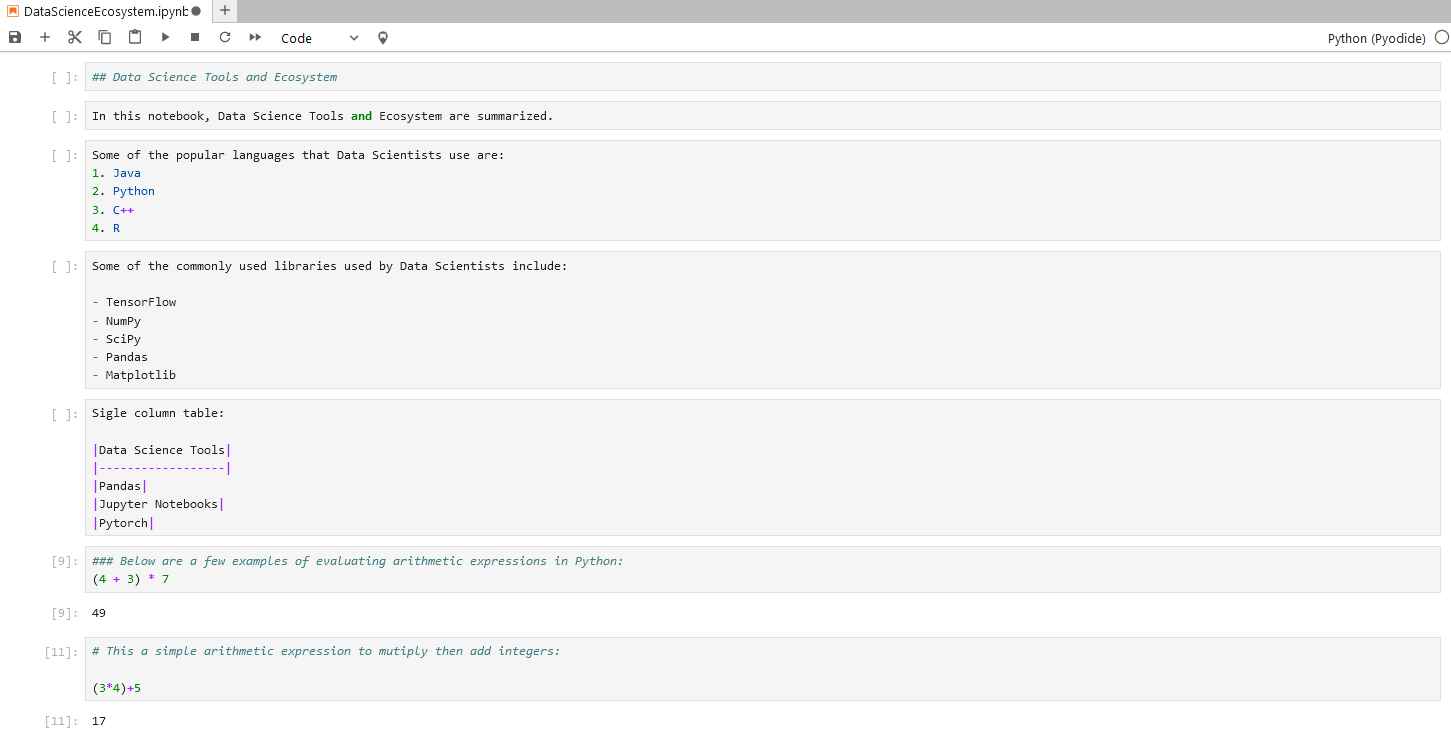 DataScienceEcosystem.ipynb
Code
Python (Pyodide)
[ ]: ## Data Science Tools and Ecosystem
[ ]: In this notebook, Data Science Tools and Ecosystem are summarized.
[ ]: Some of the popular languages that Data Scientists use are:
1. Java
2. Python
3. C++
4. R
[ ]: Some of the commonly used libraries used by Data Scientists include:
- TensorFlow
- NumPy
- SciPy
- Pandas
- Matplotlib
[ ]: Sigle column table:
|Data Science Tools|
|------------------|
|Pandas|
|Jupyter Notebooks|
|Pytorch|
[9]: ### Below are a few examples of evaluating arithmetic expressions in Python:
(4 + 3) * 7
[9]: 49
[11]: # This a simple arithmetic expression to mutiply then add integers:
(3*4)+5
[11]: 17